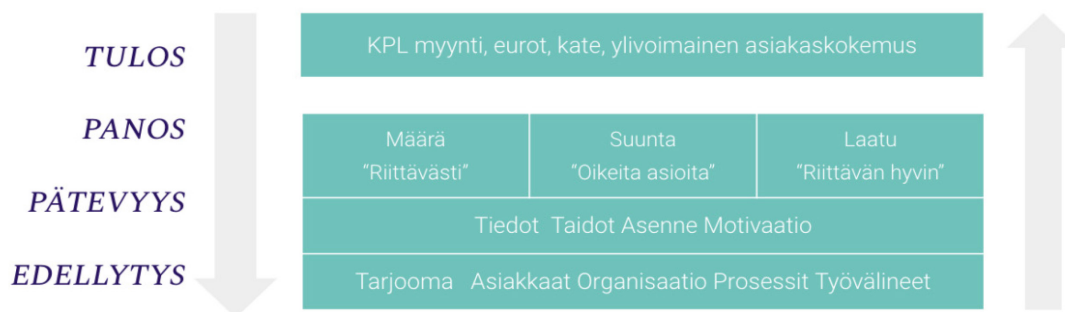 TULOS
KPL myynti, eurot, kate, ylivoimainen asiakaskokemus
PANOS
Määrä
“Riittävästi”
Suunta
“Oikeita asioita”
Laatu
“Riittävän hyvin”
PÄTEVYYS
Tiedot Taidot Asenne Motivaatio
EDELLYTYS
Tarjooma Asiakkaat Organisaatio Prosessit Työvälineet